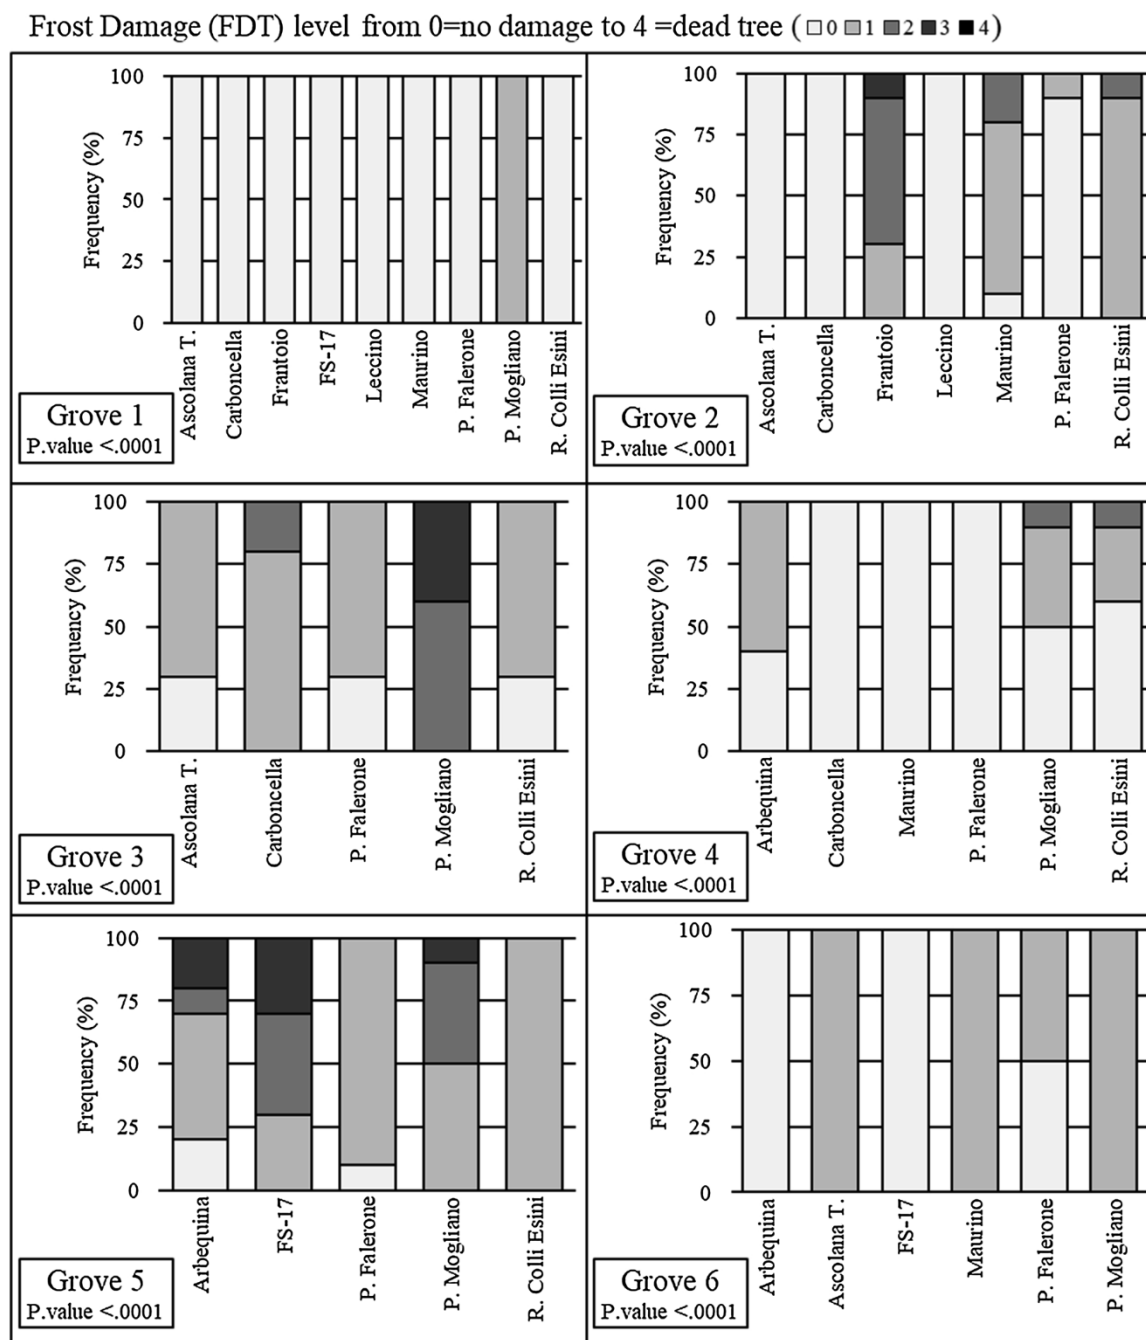 Frost Damage (FDT) level from 0=no damage to 4 =dead tree ( 0 1 2 3 4)
Frequency (%)
100
75
50
25
0
Ascolana T.
Carboncella
Frantoio
FS-17
Leccino
Maurino
P. Falerone
P. Mogliano
R. Colli Esini
Grove 1
P.value <.0001
Frequency (%)
100
75
50
25
0
Ascolana T.
Carboncella
Frantoio
Leccino
Maurino
P. Falerone
R. Colli Esini
Grove 2
P.value <.0001
Frequency (%)
100
75
50
25
0
Ascolana T.
Carboncella
P. Falerone
P. Mogliano
R. Colli Esini
Grove 3
P.value <.0001
Frequency (%)
100
75
50
25
0
Arbequina
Carboncella
Maurino
P. Falerone
P. Mogliano
R. Colli Esini
Grove 4
P.value <.0001
Frequency (%)
100
75
50
25
0
Arbequina
FS-17
P. Falerone
P. Mogliano
R. Colli Esini
Grove 5
P.value <.0001
Frequency (%)
100
75
50
25
0
Arbequina
Ascolana T.
FS-17
Maurino
P. Falerone
P. Mogliano
Grove 6
P.value <.0001